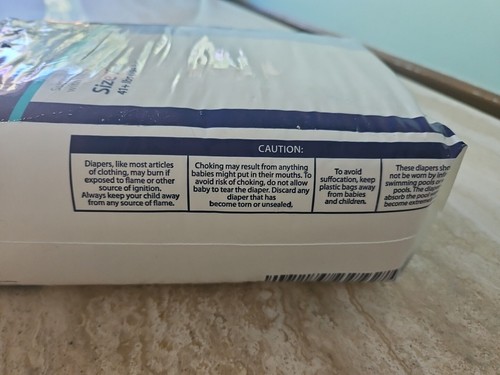 Size
41+ lbs
CAUTION:
Diapers, like most articles
of clothing, may burn if
exposed to flame or other
source of ignition.
Always keep your child away
from any source of flame.
Choking may result from anything
babies might put in their mouths. To
avoid risk of choking, do not allow
baby to tear the diaper. Discard any
diaper that has
become torn or unsealed.
To avoid
suffocation, keep
plastic bags away
from babies
and children.
These diapers
not be worn by
swimming pools
pools. The
absorb the
become